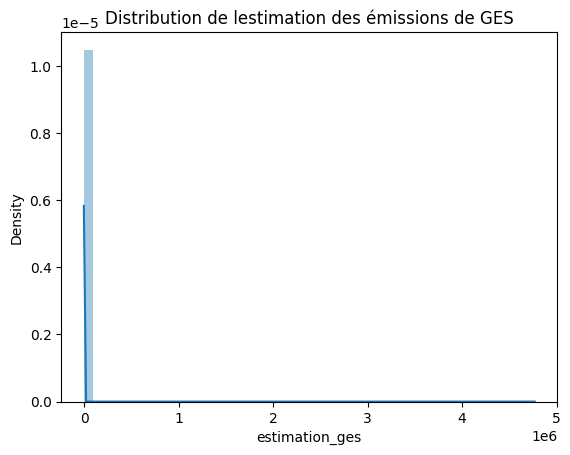 Distribution de lestimation des émissions de GES
1e−5
1.0
0.8
0.6
0.4
0.2
0.0
Density
0 1 2 3 4 5
1e6
estimation_ges